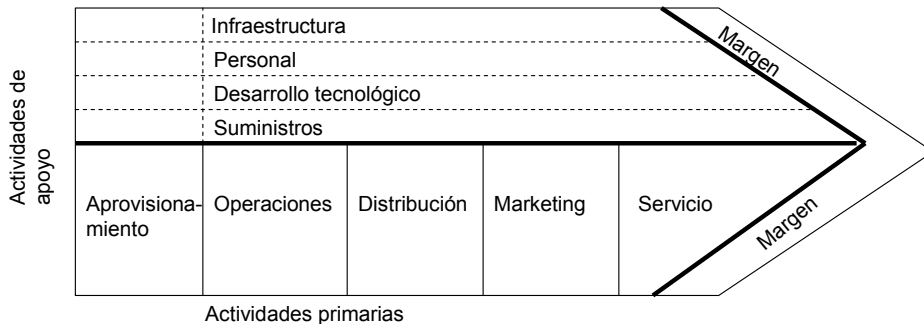 Infraestructura
Margen
Personal
Desarrollo tecnológico
Suministros
Actividades de
apoyo
Aprovisiona-
miento
Operaciones
Distribución
Marketing
Servicio
Margen
Actividades primarias